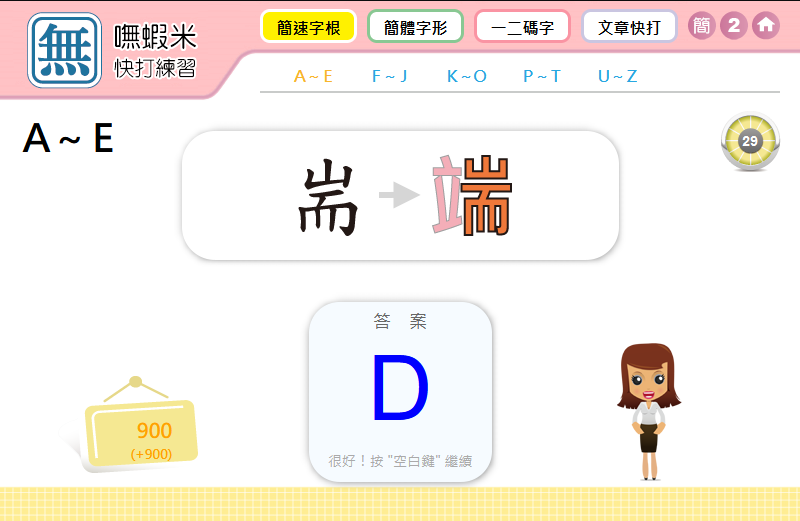 無 嘸蝦米
快打練習
簡速字根 簡體字形 一二碼字 文章快打 簡 2
A~E F~J K~O P~T U~Z
A~E
29
耑 端
答 案
D
900
(+900)
很好！按 "空白鍵" 繼續